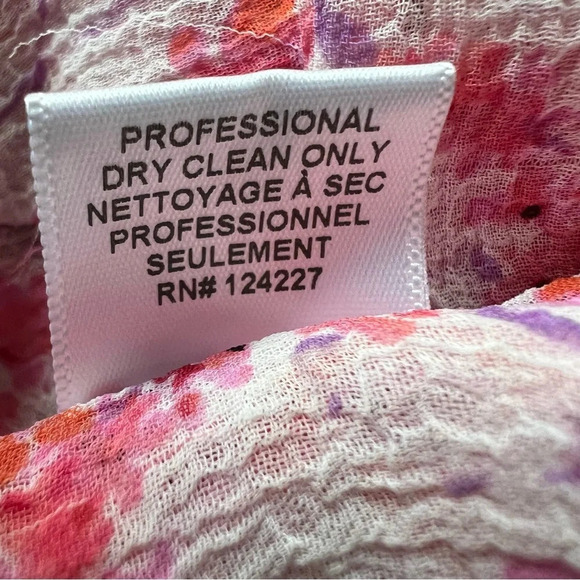 PROFESSIONAL
DRY CLEAN ONLY
NETTOYAGE À SEC
PROFESSIONNEL
SEULEMENT
RN# 124227